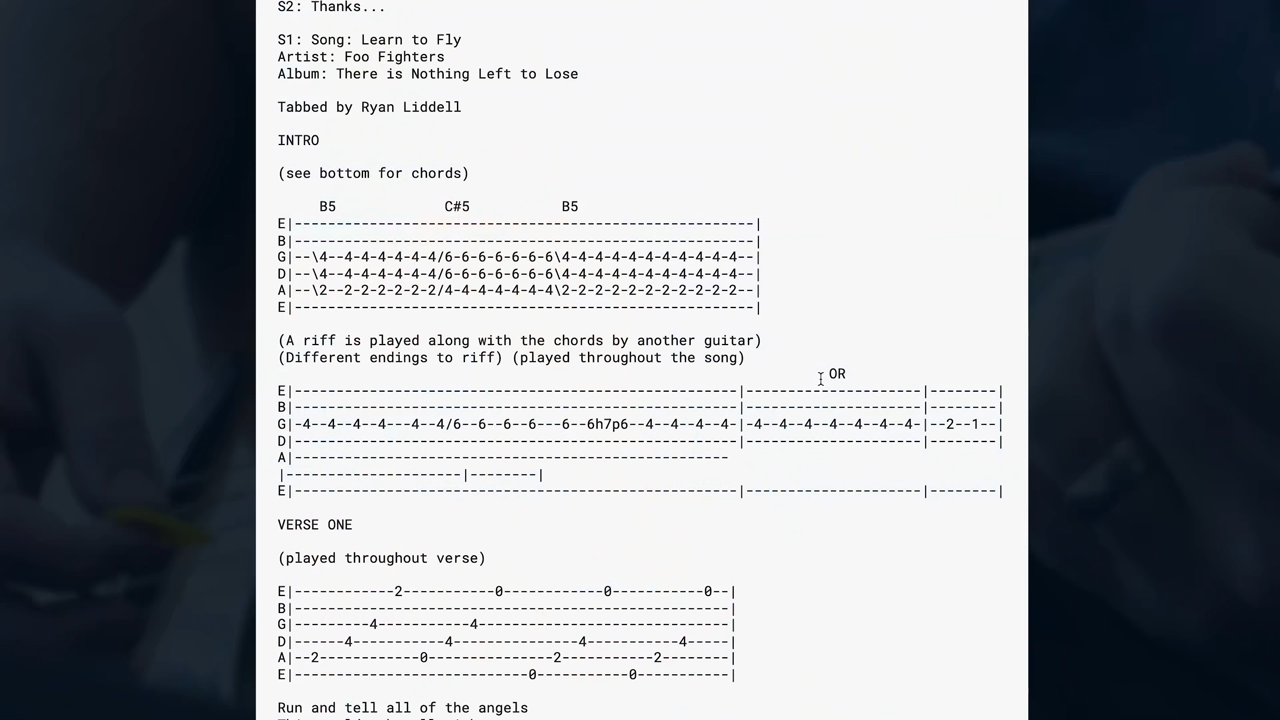 S2: Thanks...
S1: Song: Learn to Fly
Artist: Foo Fighters
Album: There is Nothing Left to Lose
Tabbed by Ryan Liddell
INTRO
(see bottom for chords)
B5 C#5 B5
E|-------------------------------------------------------|
B|-------------------------------------------------------|
G|--\4--4-4-4-4-4-4/6-6-6-6-6-6-6\4-4-4-4-4-4-4-4-4-4-4--|
D|--\4--4-4-4-4-4-4/6-6-6-6-6-6-6\4-4-4-4-4-4-4-4-4-4-4--|
A|--\2--2-2-2-2-2-2/4-4-4-4-4-4-4\2-2-2-2-2-2-2-2-2-2-2--|
E|-------------------------------------------------------|
(A riff is played along with the chords by another guitar)
(Different endings to riff) (played throughout the song)
OR
E|-----------------------------------------------------|---------------------|--------|
B|-----------------------------------------------------|---------------------|--------|
G|-4--4--4--4---4--4/6--6--6--6---6--6h7p6--4--4--4--4-|-4--4--4--4--4--4--4-|--2--1--|
D|-----------------------------------------------------|---------------------|--------|
A|----------------------------------------------------
|---------------------|--------|
E|-----------------------------------------------------|---------------------|--------|
VERSE ONE
(played throughout verse)
E|------------2-----------0------------0-----------0--|
B|----------------------------------------------------|
G|---------4-----------4------------------------------|
D|------4-----------4---------------4-----------4-----|
A|--2------------0---------------2-----------2--------|
E|----------------------------0-----------0-----------|
Run and tell all of the angels